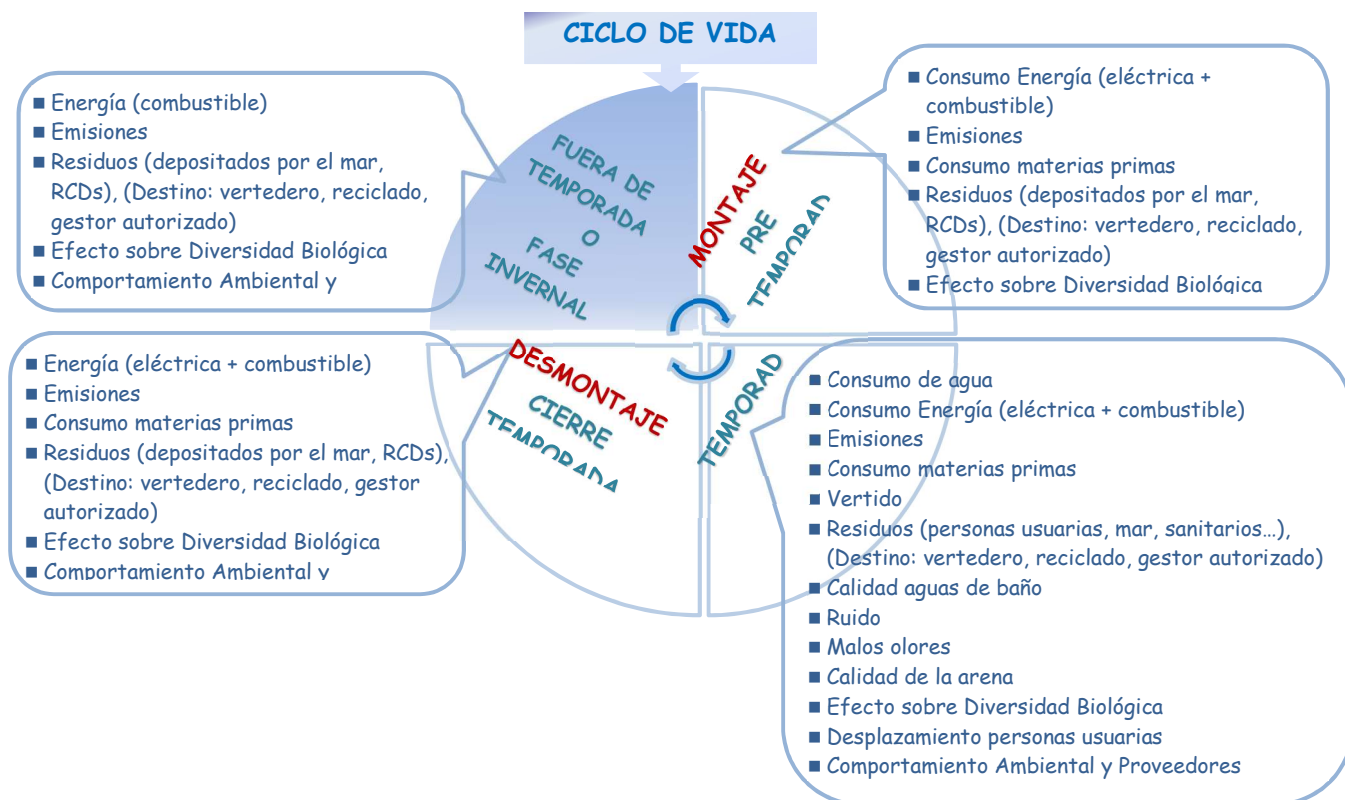 CICLO DE VIDA
■ Energía (combustible)
■ Emisiones
■ Residuos (depositados por el mar,
RCDs), (Destino: vertedero, reciclado,
gestor autorizado)
■ Efecto sobre Diversidad Biológica
■ Comportamiento Ambiental y
FUERA DE
TEMPORADA
O
FASE
INVERNAL
MONTAJE
PRE
TEMPORAD
■ Consumo Energía (eléctrica +
combustible)
■ Emisiones
■ Consumo materias primas
■ Residuos (depositados por el mar,
RCDs), (Destino: vertedero, reciclado,
gestor autorizado)
■ Efecto sobre Diversidad Biológica
■ Energía (eléctrica + combustible)
■ Emisiones
■ Consumo materias primas
■ Residuos (depositados por el mar, RCDs),
(Destino: vertedero, reciclado, gestor
autorizado)
■ Efecto sobre Diversidad Biológica
■ Comportamiento Ambiental y
DESMONTAJE
CIERRE
TEMPORADA
TEMPORAD
■ Consumo de agua
■ Consumo Energía (eléctrica + combustible)
■ Emisiones
■ Consumo materias primas
■ Vertido
■ Residuos (personas usuarias, mar, sanitarios…),
(Destino: vertedero, reciclado, gestor autorizado)
■ Calidad aguas de baño
■ Ruido
■ Malos olores
■ Calidad de la arena
■ Efecto sobre Diversidad Biológica
■ Desplazamiento personas usuarias
■ Comportamiento Ambiental y Proveedores